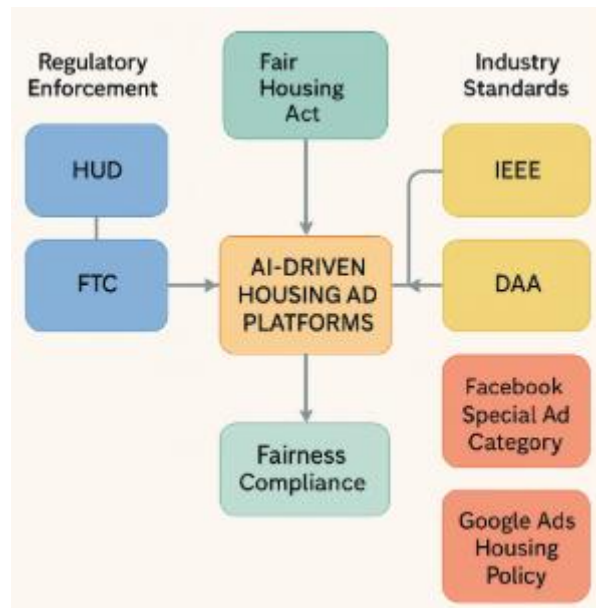 Regulatory
Enforcement
Fair
Housing
Act
Industry
Standards
HUD
IEEE
FTC
AI-DRIVEN
HOUSING AD
PLATFORMS
DAA
Facebook
Special Ad
Category
Fairness
Compliance
Google Ads
Housing
Policy